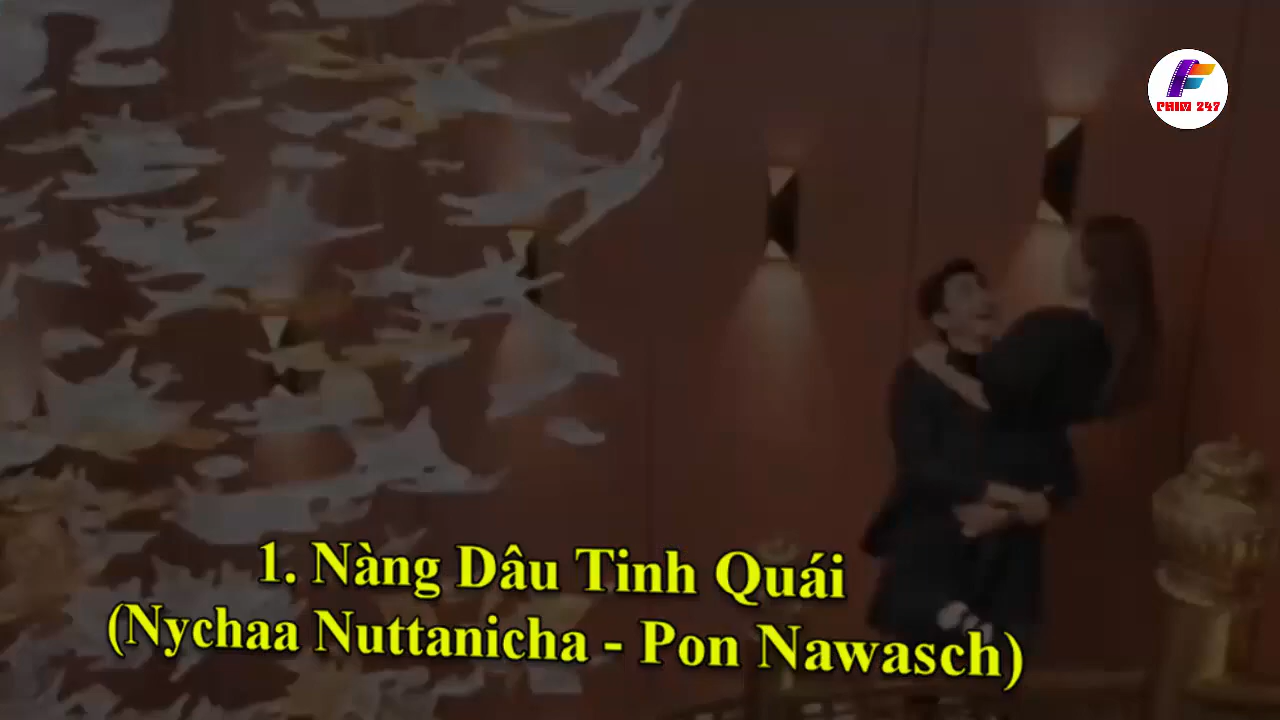 PHIM 247
1. Nàng Dâu Tinh Quái
(Nychaa Nuttanicha - Pon Nawasch)